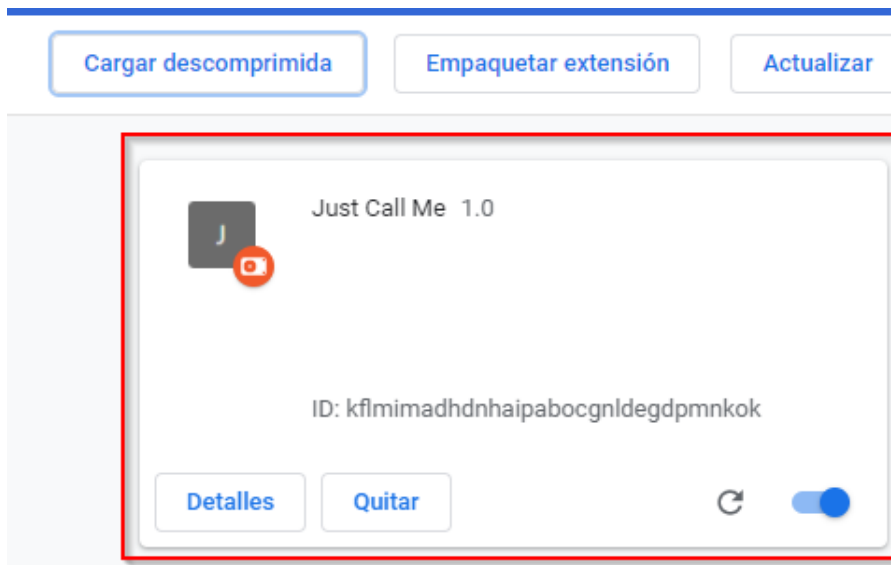 Cargar descomprimida Empaquetar extensión Actualizar
J
Just Call Me 1.0
ID: kflmimadhdnhaipabocgnldegdpmnkok
Detalles Quitar